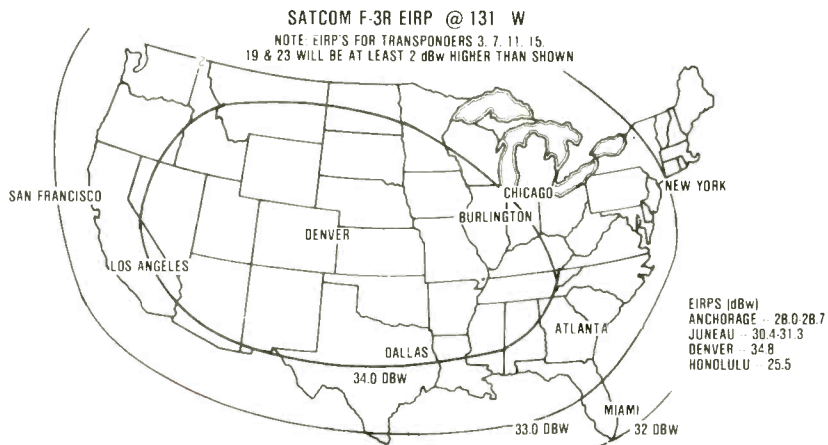 SATCOM F-3R EIRP @ 131 W
NOTE: EIRP'S FOR TRANSPONDERS 3, 7, 11, 15,
19 & 23 WILL BE AT LEAST 2 dBw HIGHER THAN SHOWN
SAN FRANCISCO
CHICAGO
NEW YORK
BURLINGTON
DENVER
LOS ANGELES
EIRPS (dBw)
ANCHORAGE -- 28.0-28.7
JUNEAU -- 30.4-31.3
DENVER -- 34.8
HONOLULU -- 25.5
ATLANTA
DALLAS
34.0 DBW
MIAMI
33.0 DBW
32 DBW